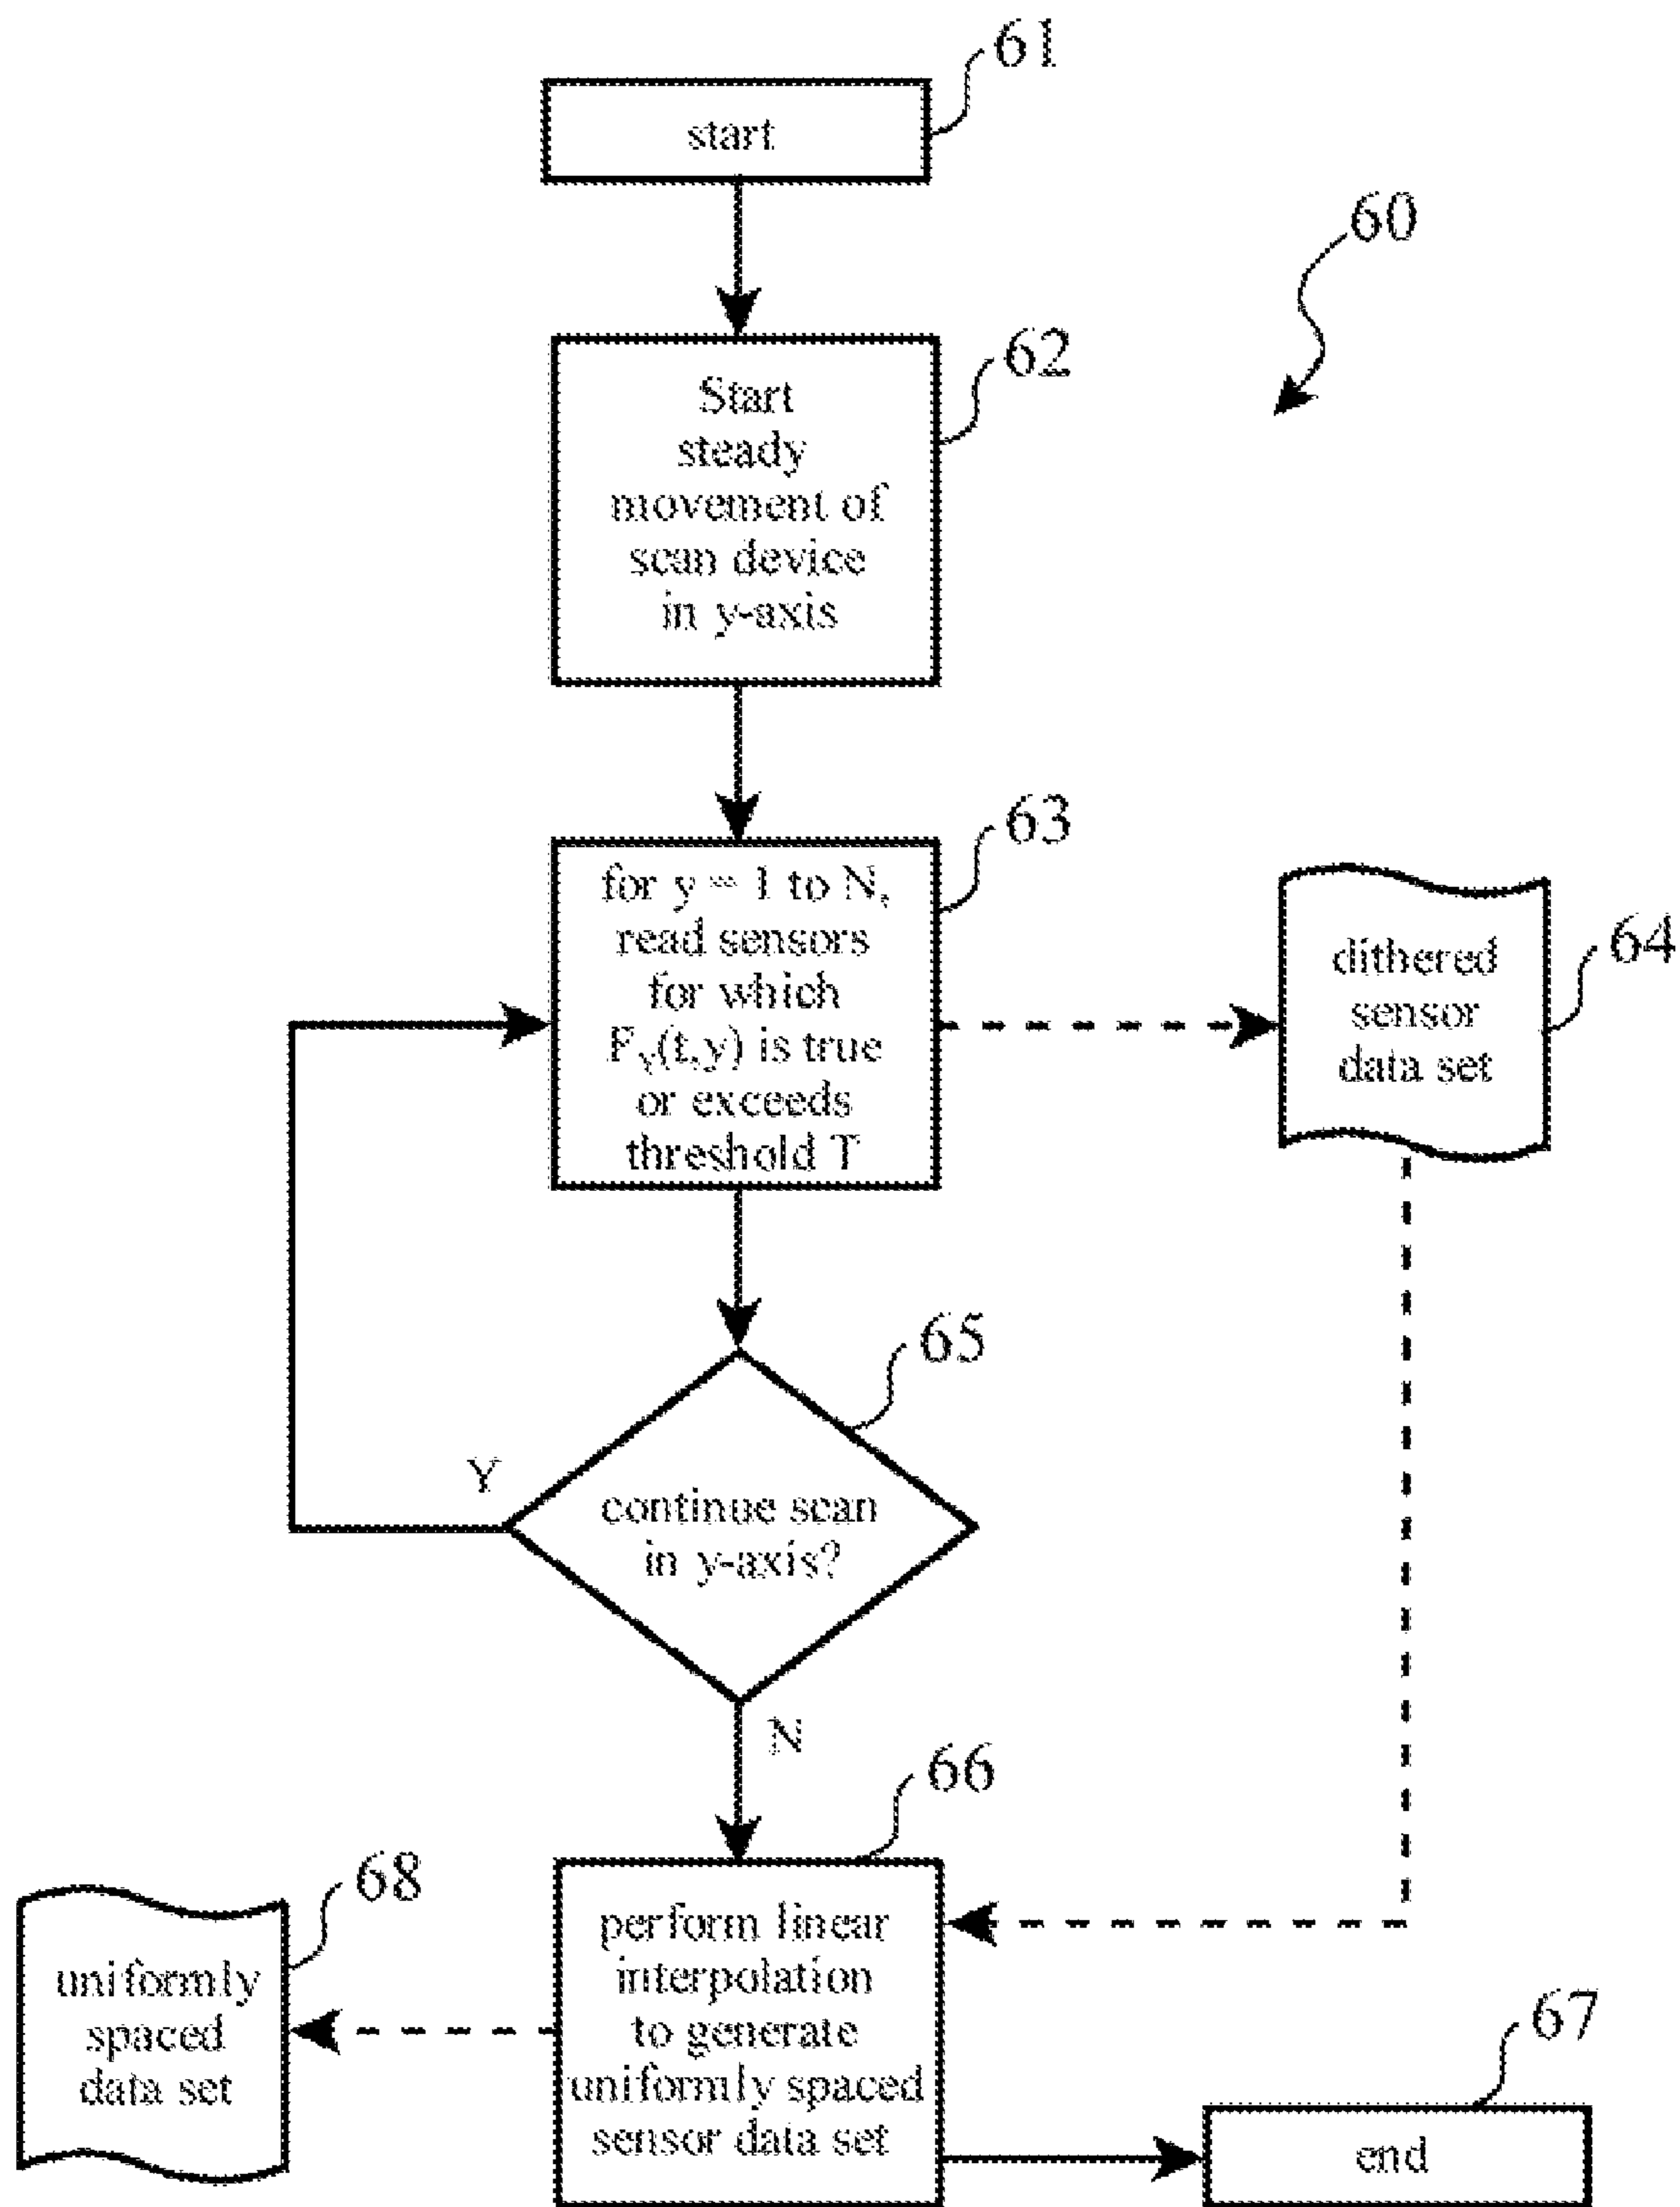 61
start
60
62
Start
steady
movement of
scan device
in y-axis
63
for y = 1 to N,
read sensors
for which
Fᵧ(t,y) is true
or exceeds
threshold T
64
dithered
sensor
data set
65
Y
continue scan
in y-axis?
N
66
68
perform linear
interpolation
to generate
uniformly spaced
sensor data set
uniformly
spaced
data set
67
end